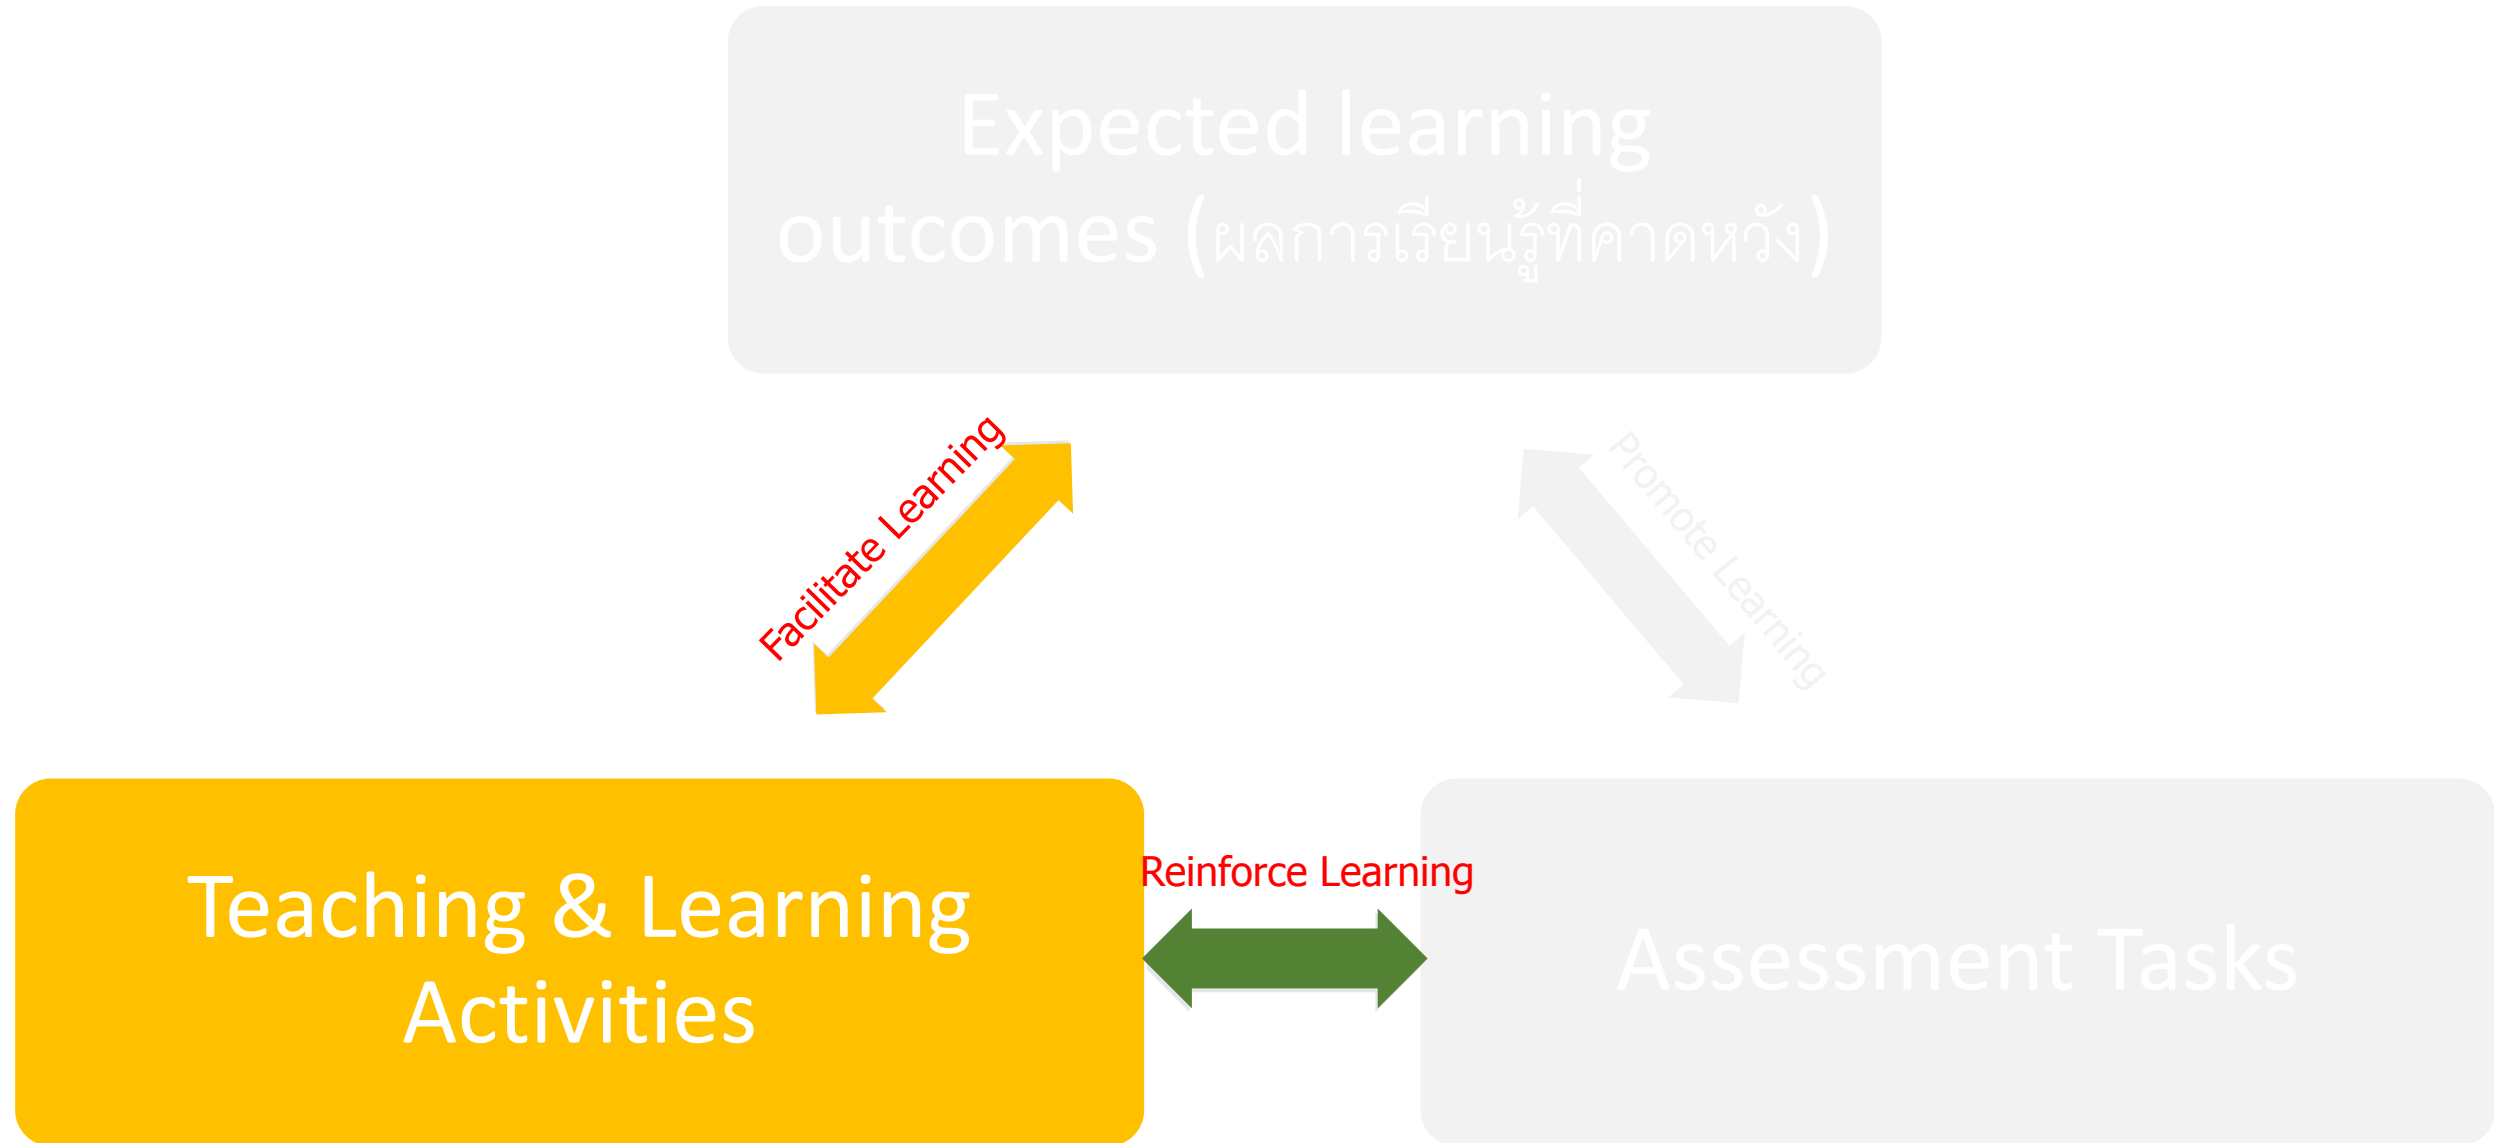 Expected learning
outcomes (ผลการเรียนรู้ที่คาดหวัง)
Facilitate Learning
Promote Learning
Teaching & Learning
Activities
Reinforce Learning
Assessment Tasks